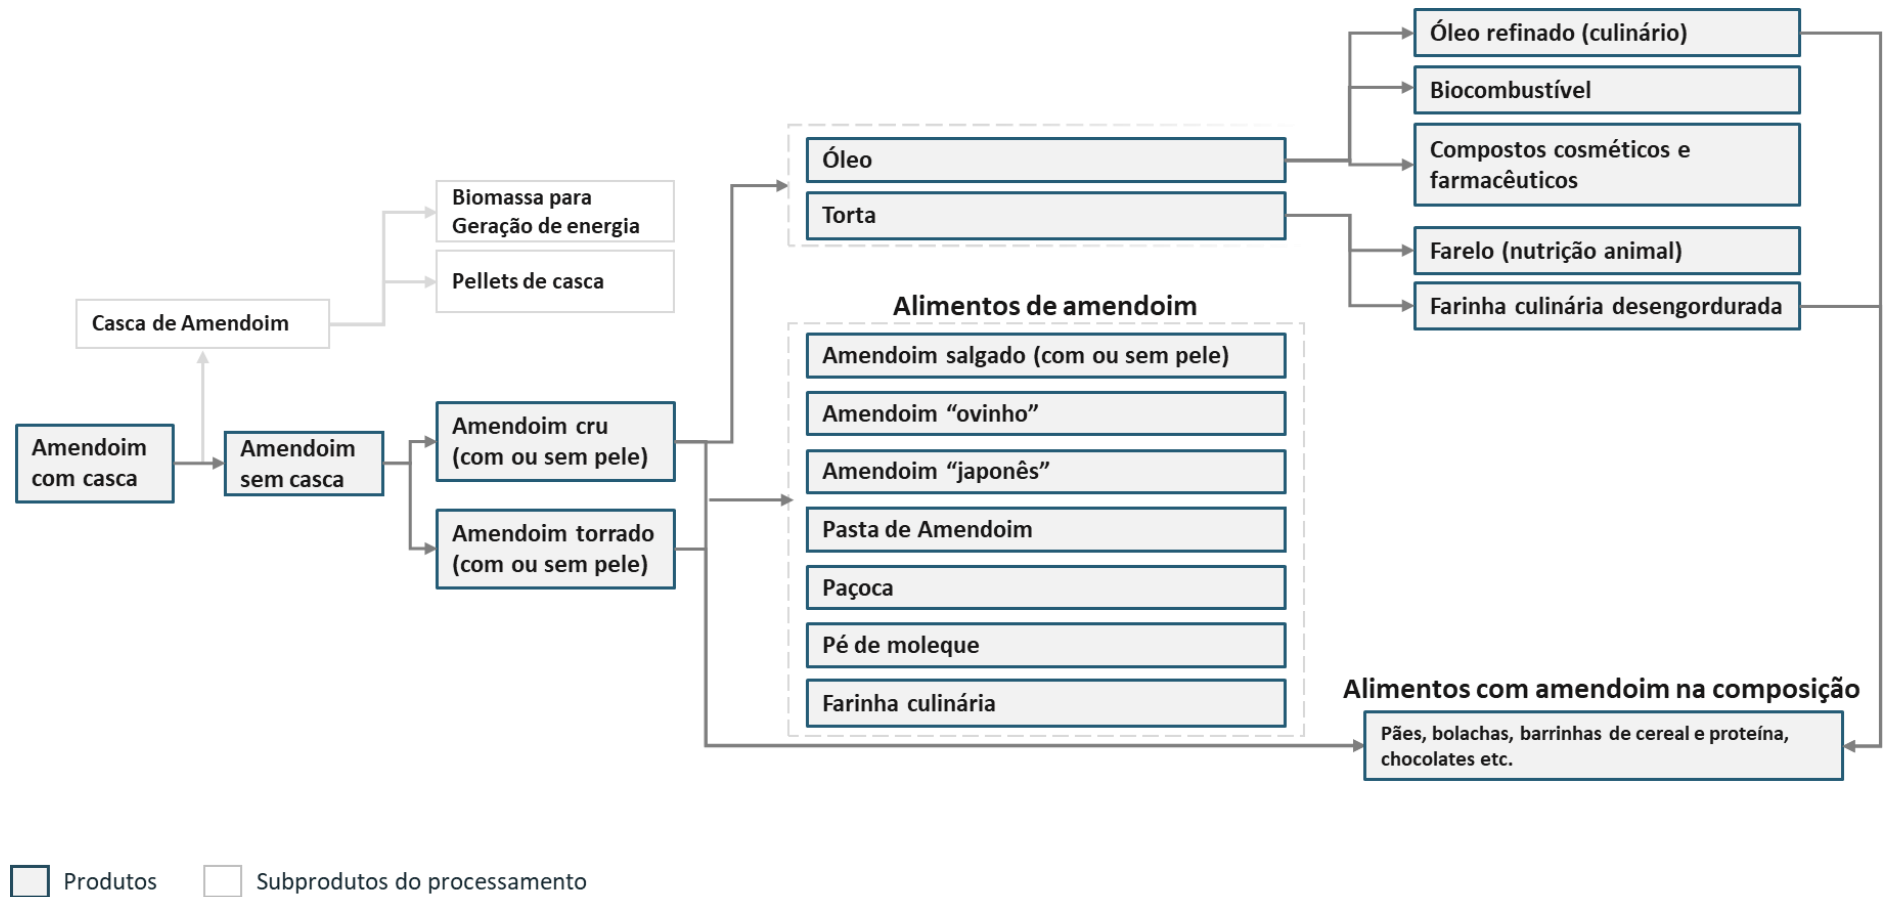 Óleo refinado (culinário)
Biocombustível
Compostos cosméticos e
farmacêuticos
Óleo
Torta
Farelo (nutrição animal)
Farinha culinária desengordurada
Biomassa para
Geração de energia
Pellets de casca
Casca de Amendoim
Amendoim
com casca
Amendoim
sem casca
Amendoim cru
(com ou sem pele)
Amendoim torrado
(com ou sem pele)
Alimentos de amendoim
Amendoim salgado (com ou sem pele)
Amendoim “ovinho”
Amendoim “japonês”
Pasta de Amendoim
Paçoca
Pé de moleque
Farinha culinária
Alimentos com amendoim na composição
Pães, bolachas, barrinhas de cereal e proteína,
chocolates etc.
Produtos
Subprodutos do processamento